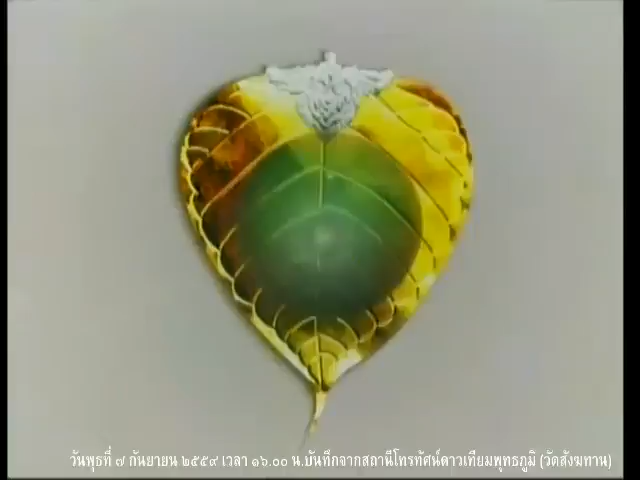 วันพุธที่ ๗ กันยายน ๒๕๕๙ เวลา ๑๖.๐๐ น.บันทึกจากสถานีโทรทัศน์ดาวเทียมพุทธภูมิ (วัดสังฆทาน)